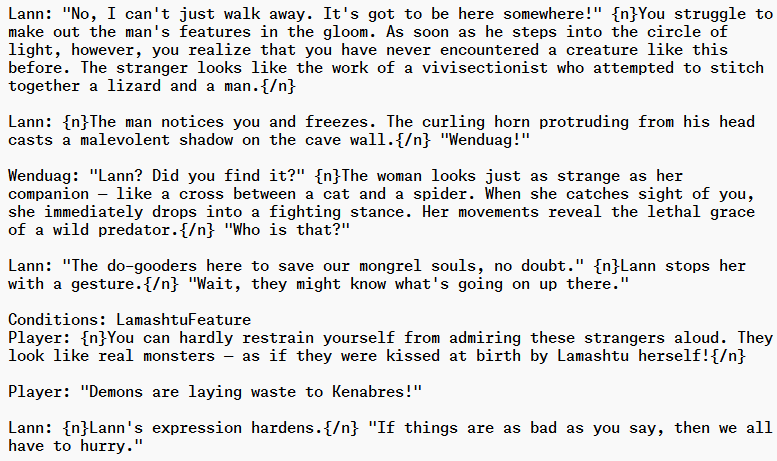 Lann: "No, I can't just walk away. It's got to be here somewhere!" {n}You struggle to
make out the man's features in the gloom. As soon as he steps into the circle of
light, however, you realize that you have never encountered a creature like this
before. The stranger looks like the work of a vivisectionist who attempted to stitch
together a lizard and a man.{/n}
Lann: {n}The man notices you and freezes. The curling horn protruding from his head
casts a malevolent shadow on the cave wall.{/n} "Wenduag!"
Wenduag: "Lann? Did you find it?" {n}The woman looks just as strange as her
companion — like a cross between a cat and a spider. When she catches sight of you,
she immediately drops into a fighting stance. Her movements reveal the lethal grace
of a wild predator.{/n} "Who is that?"
Lann: "The do-gooders here to save our mongrel souls, no doubt." {n}Lann stops her
with a gesture.{/n} "Wait, they might know what's going on up there."
Conditions: LamashtuFeature
Player: {n}You can hardly restrain yourself from admiring these strangers aloud. They
look like real monsters — as if they were kissed at birth by Lamashtu herself!{/n}
Player: "Demons are laying waste to Kenabres!"
Lann: {n}Lann's expression hardens.{/n} "If things are as bad as you say, then we all
have to hurry."